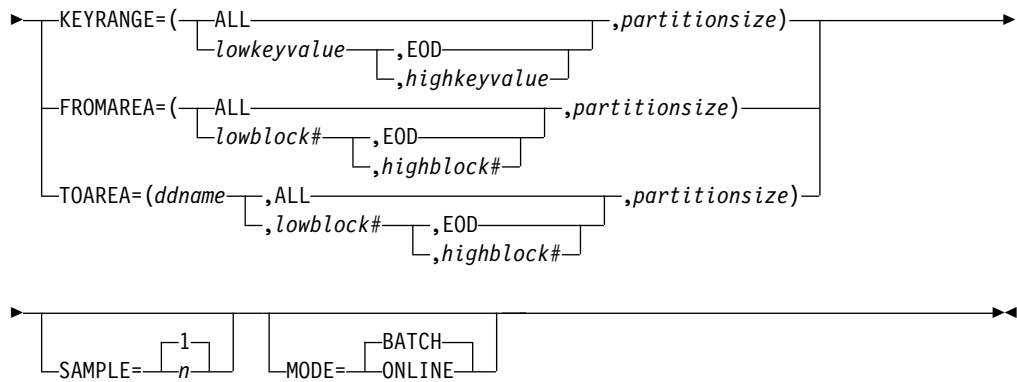 KEYRANGE=( ALL ,partitionsize)
lowkeyvalue ,EOD
,highkeyvalue
FROMAREA=( ALL ,partitionsize)
lowblock# ,EOD
,highblock#
TOAREA=(ddname ,ALL ,partitionsize)
,lowblock# ,EOD
,highblock#
1 BATCH
SAMPLE= n MODE= ONLINE